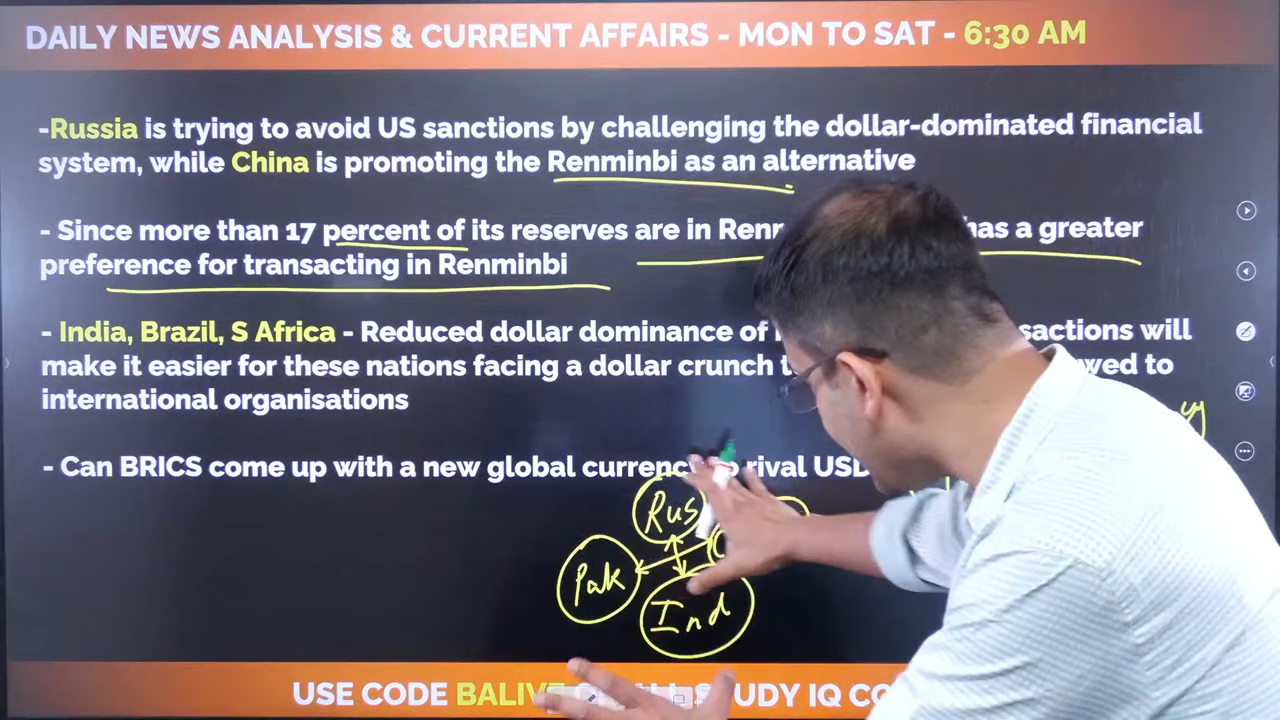 DAILY NEWS ANALYSIS & CURRENT AFFAIRS - MON TO SAT - 6:30 AM
-Russia is trying to avoid US sanctions by challenging the dollar-dominated financial
system, while China is promoting the Renminbi as an alternative
- Since more than 17 percent of its reserves are in has a greater
preference for transacting in Renminbi
- India, Brazil, S Africa - Reduced dollar dominance of will
make it easier for these nations facing a dollar crunch to
international organisations
- Can BRICS come up with a new global currency rival USD
Rus
Pak
Ind
USE CODE BALIVE STUDY IQ